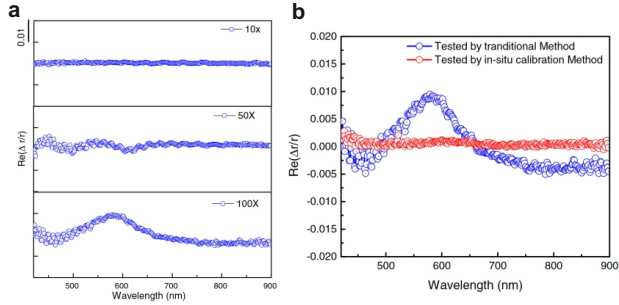 a
0.01
10x
50X
100X
Re(Δ r/r)
500 600 700 800 900
Wavelength (nm)
b
Tested by tranditional Method
Tested by in-situ calibration Method
0.020
0.015
0.010
0.005
0.000
-0.005
-0.010
-0.015
-0.020
Re(Δr/r)
500 600 700 800 900
Wavelength (nm)